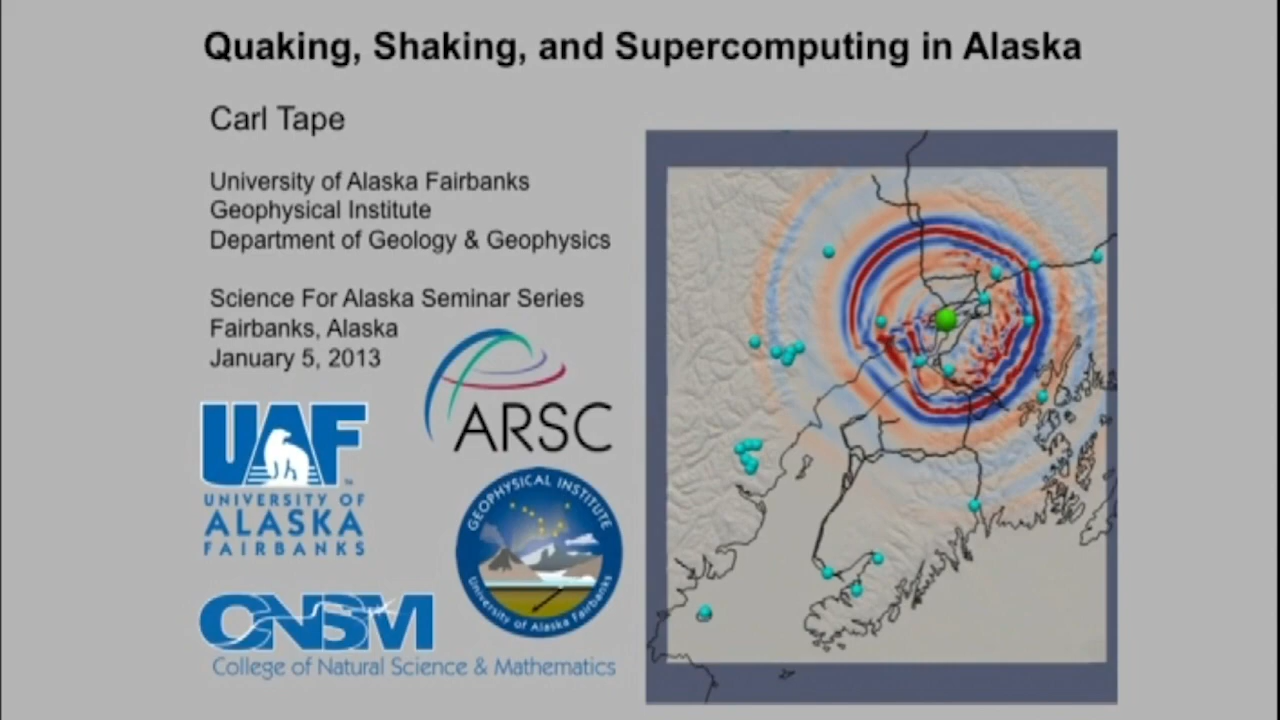 Quaking, Shaking, and Supercomputing in Alaska
Carl Tape
University of Alaska Fairbanks
Geophysical Institute
Department of Geology & Geophysics
Science For Alaska Seminar Series
Fairbanks, Alaska
January 5, 2013
ARSC
UAF
TM
UNIVERSITY OF
ALASKA
FAIRBANKS
GEOPHYSICAL INSTITUTE
University of Alaska Fairbanks
CNSM
College of Natural Science & Mathematics